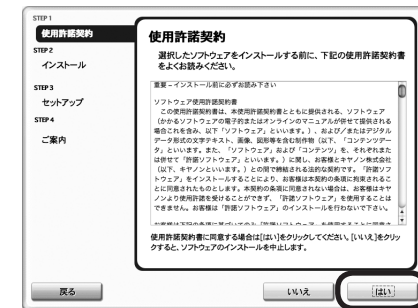 STEP 1
使用許諾契約
STEP 2
インストール
STEP 3
セットアップ
STEP 4
ご案内
使用許諾契約
選択したソフトウェアをインストールする前に、下記の使用許諾契約書
をよくお読みください。
重要 – インストール前に必ずお読み下さい
ソフトウェア使用許諾契約書
この使用許諾契約書は、本使用許諾契約書とともに提供される、ソフトウェア
（かかるソフトウェアの電子的またはオンラインのマニュアルが併せて提供される
場合これを含み、以下「ソフトウェア」といいます。）、および／またはデジタル
データ形式の文字テキスト、画像、図形等を含む制作物（以下、「コンテンツデー
タ」といいます。また、「ソフトウェア」および「コンテンツ」を、それぞれまた
は併せて「許諾ソフトウェア」といいます。）に関し、お客様とキヤノン株式会社
（以下、キヤノンといいます。）との間で締結される法的な契約です。「許諾ソフ
トウェア」をインストールすることにより、お客様は本契約の条項に拘束されるこ
とに同意されたものとします。本契約の条項に同意されない場合は、お客様はキヤ
ノンより使用許諾を受けることができず、「許諾ソフトウェア」を使用することは
できません。お客様は「許諾ソフトウェア」のインストールを行わないで下さい。
使用許諾契約書に同意する場合は[はい]をクリックしてください。[いいえ]をクリッ
クすると、ソフトウェアのインストールを中止します。
戻る
いいえ
はい